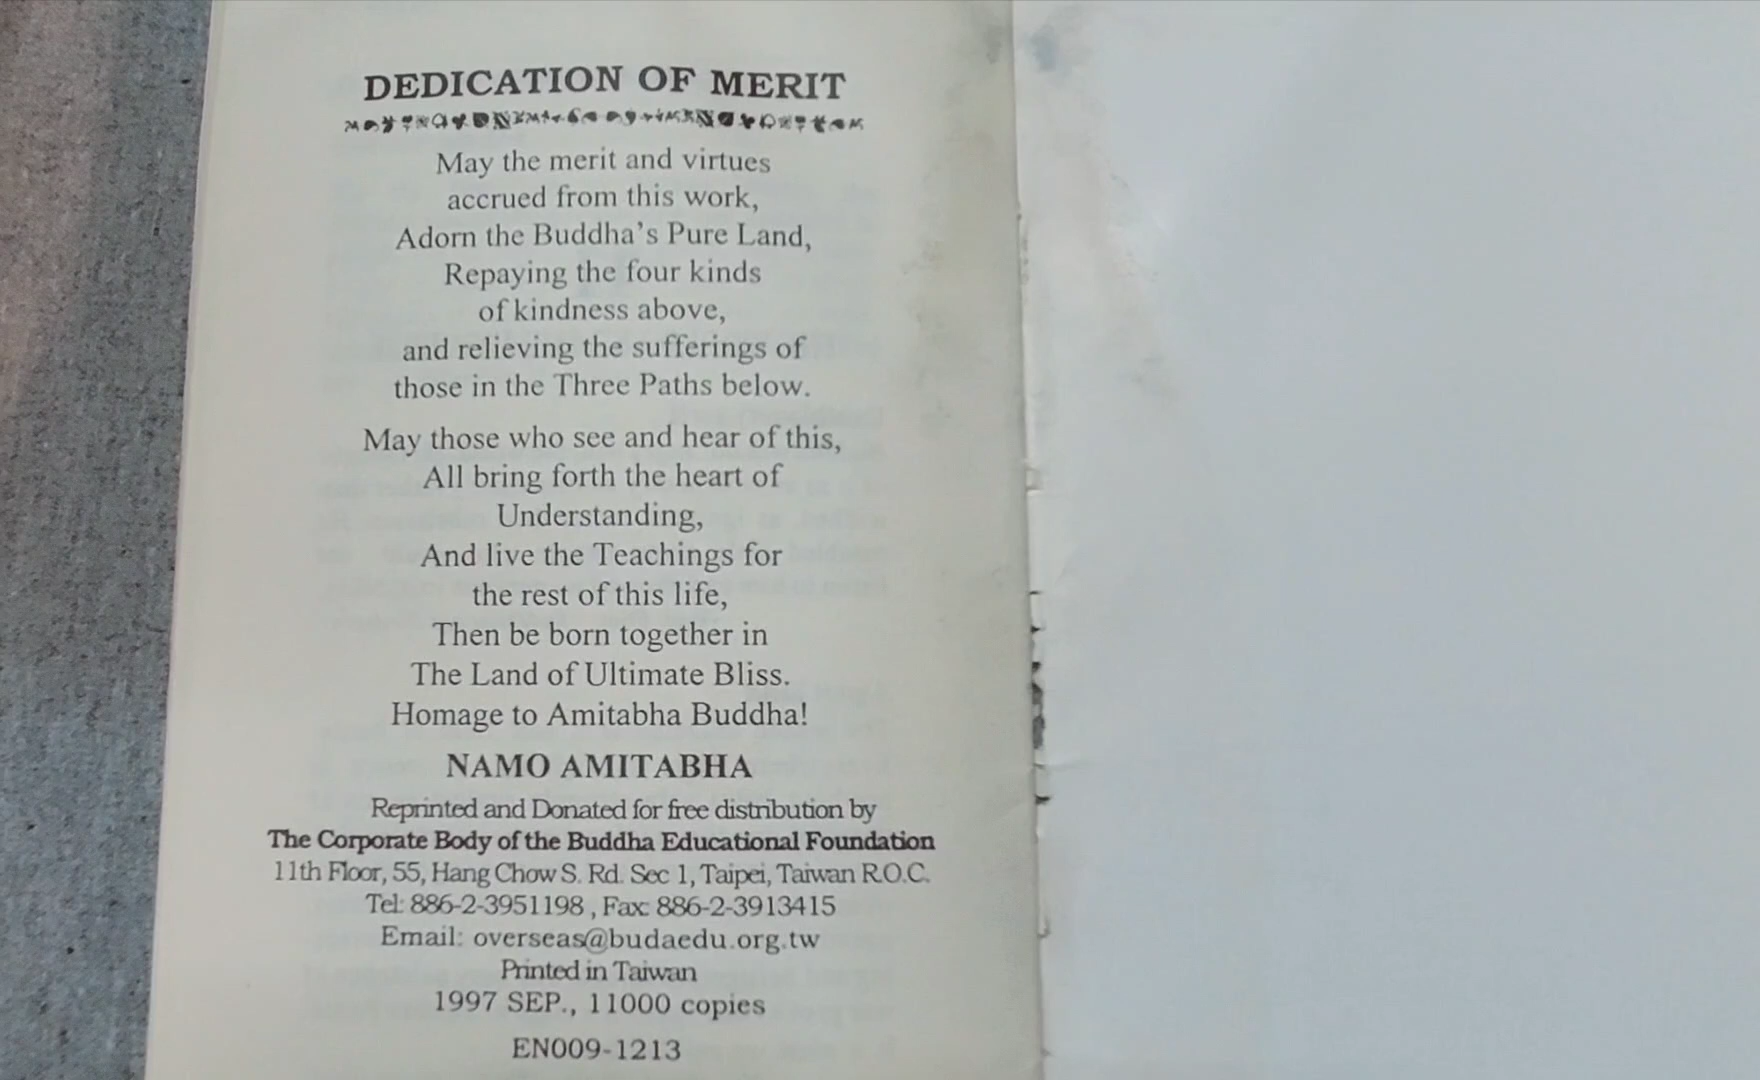 DEDICATION OF MERIT
May the merit and virtues
accrued from this work,
Adorn the Buddha's Pure Land,
Repaying the four kinds
of kindness above,
and relieving the sufferings of
those in the Three Paths below.
May those who see and hear of this,
All bring forth the heart of
Understanding,
And live the Teachings for
the rest of this life,
Then be born together in
The Land of Ultimate Bliss.
Homage to Amitabha Buddha!
NAMO AMITABHA
Reprinted and Donated for free distribution by
The Corporate Body of the Buddha Educational Foundation
11th Floor, 55, Hang Chow S. Rd. Sec 1, Taipei, Taiwan R.O.C.
Tel: 886-2-3951198 , Fax: 886-2-3913415
Email: overseas@budaedu.org.tw
Printed in Taiwan
1997 SEP., 11000 copies
EN009-1213